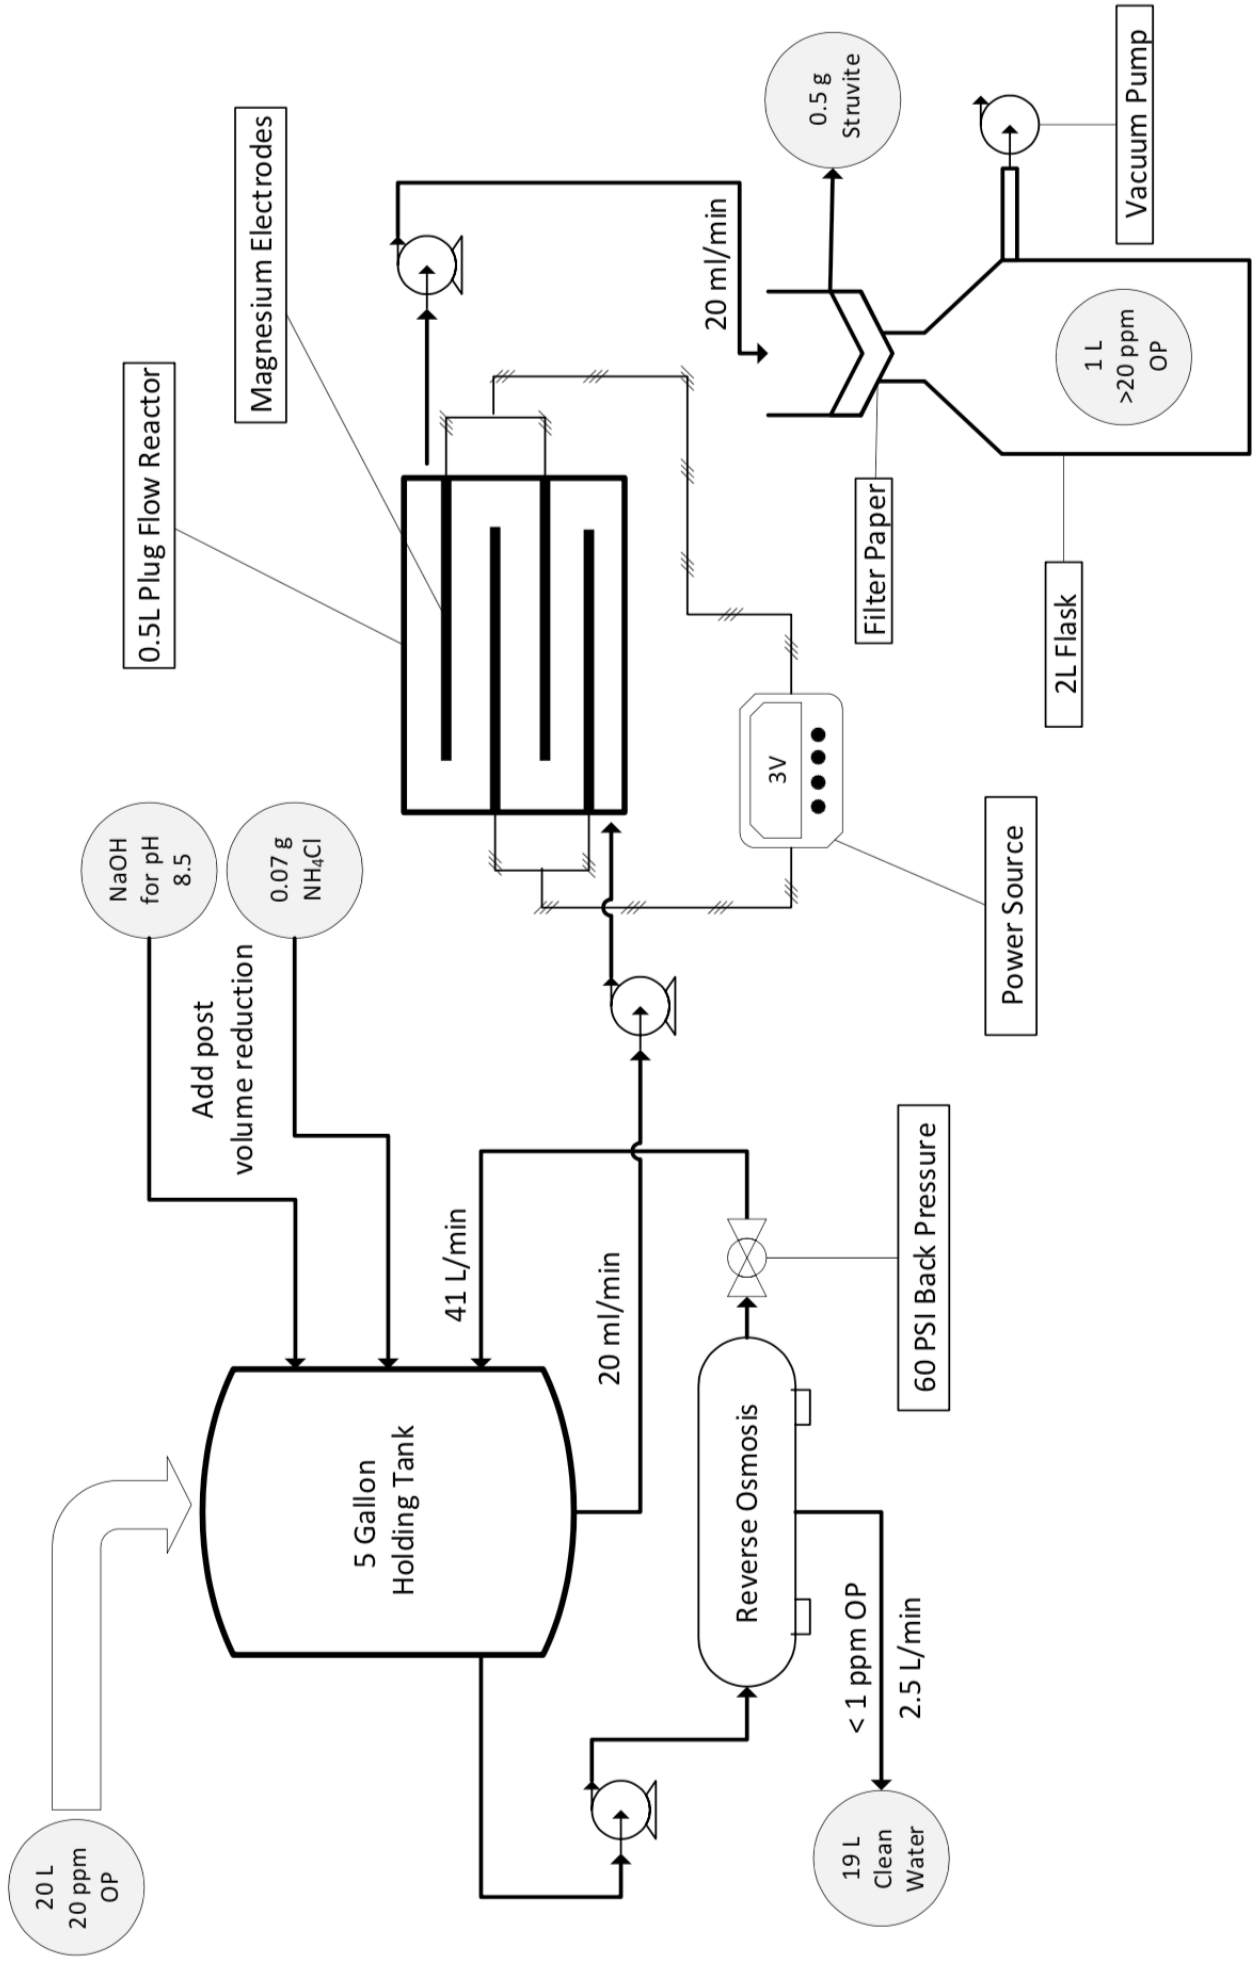 20 L
20 ppm
OP
5 Gallon
Holding Tank
NaOH
for pH
8.5
0.07 g
NH₄Cl
Add post
volume reduction
41 L/min
20 ml/min
Reverse Osmosis
60 PSI Back Pressure
< 1 ppm OP
2.5 L/min
19 L
Clean
Water
0.5L Plug Flow Reactor
Magnesium Electrodes
3V
Power Source
20 ml/min
0.5 g
Struvite
Filter Paper
2L Flask
1 L
>20 ppm
OP
Vacuum Pump